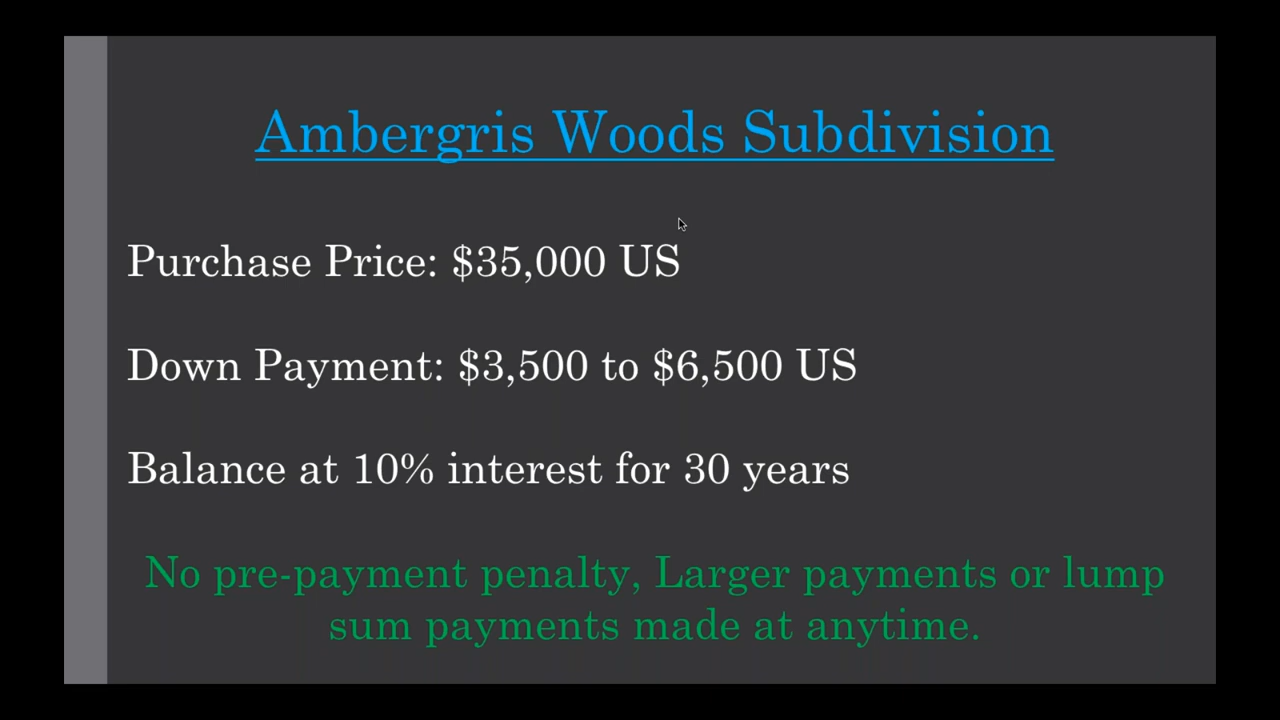 Ambergris Woods Subdivision
Purchase Price: $35,000 US
Down Payment: $3,500 to $6,500 US
Balance at 10% interest for 30 years
No pre-payment penalty, Larger payments or lump
sum payments made at anytime.